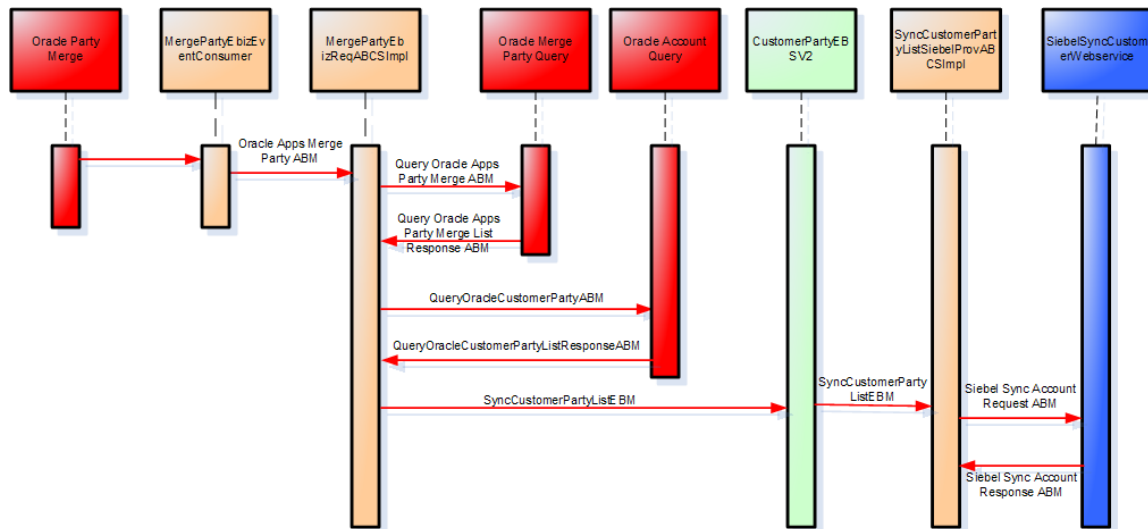 Oracle Party
Merge
MergePartyEbizEv
entConsumer
MergePartyEb
izReqABCSImpl
Oracle Merge
Party Query
Oracle Account
Query
CustomerPartyEB
SV2
SyncCustomerPart
yListSiebelProvAB
CSImpl
SiebelSyncCustom
erWebservice
Oracle Apps Merge
Party ABM
Query Oracle Apps
Party Merge ABM
Query Oracle Apps
Party Merge List
Response ABM
QueryOracleCustomerPartyABM
QueryOracleCustomerPartyListResponseABM
SyncCustomerPartyListEBM
SyncCustomerParty
ListEBM
Siebel Sync Account
Request ABM
Siebel Sync Account
Response ABM